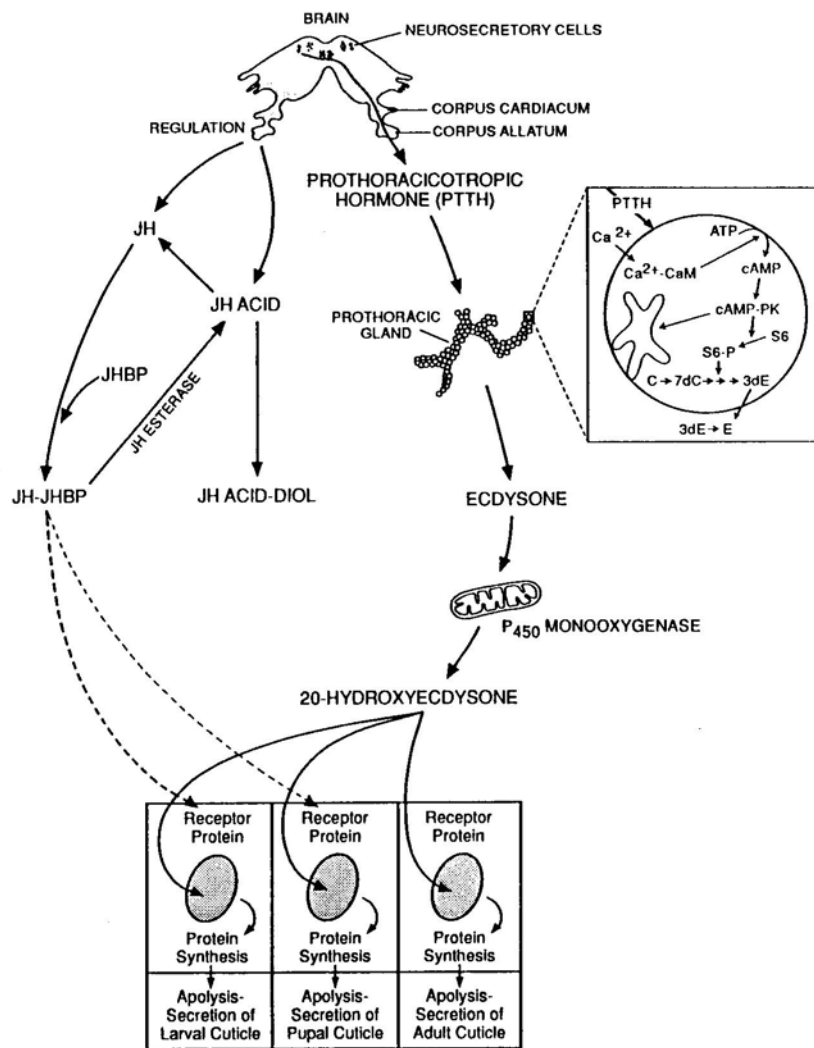 BRAIN
NEUROSECRETORY CELLS
CORPUS CARDIACUM
CORPUS ALLATUM
REGULATION
PROTHORACICOTROPIC
HORMONE (PTTH)
JH
JH ACID
JHBP
JH ESTERASE
JH-JHBP
JH ACID-DIOL
PROTHORACIC
GLAND
PTTH
Ca 2+
ATP
Ca2+-CaM
cAMP
cAMP-PK
S6
S6-P
C → 7dC → → → 3dE
3dE → E
ECDYSONE
P450 MONOOXYGENASE
20-HYDROXYECDYSONE
Receptor
Protein
Protein
Synthesis
Apolysis-
Secretion of
Larval Cuticle
Receptor
Protein
Protein
Synthesis
Apolysis-
Secretion of
Pupal Cuticle
Receptor
Protein
Protein
Synthesis
Apolysis-
Secretion of
Adult Cuticle